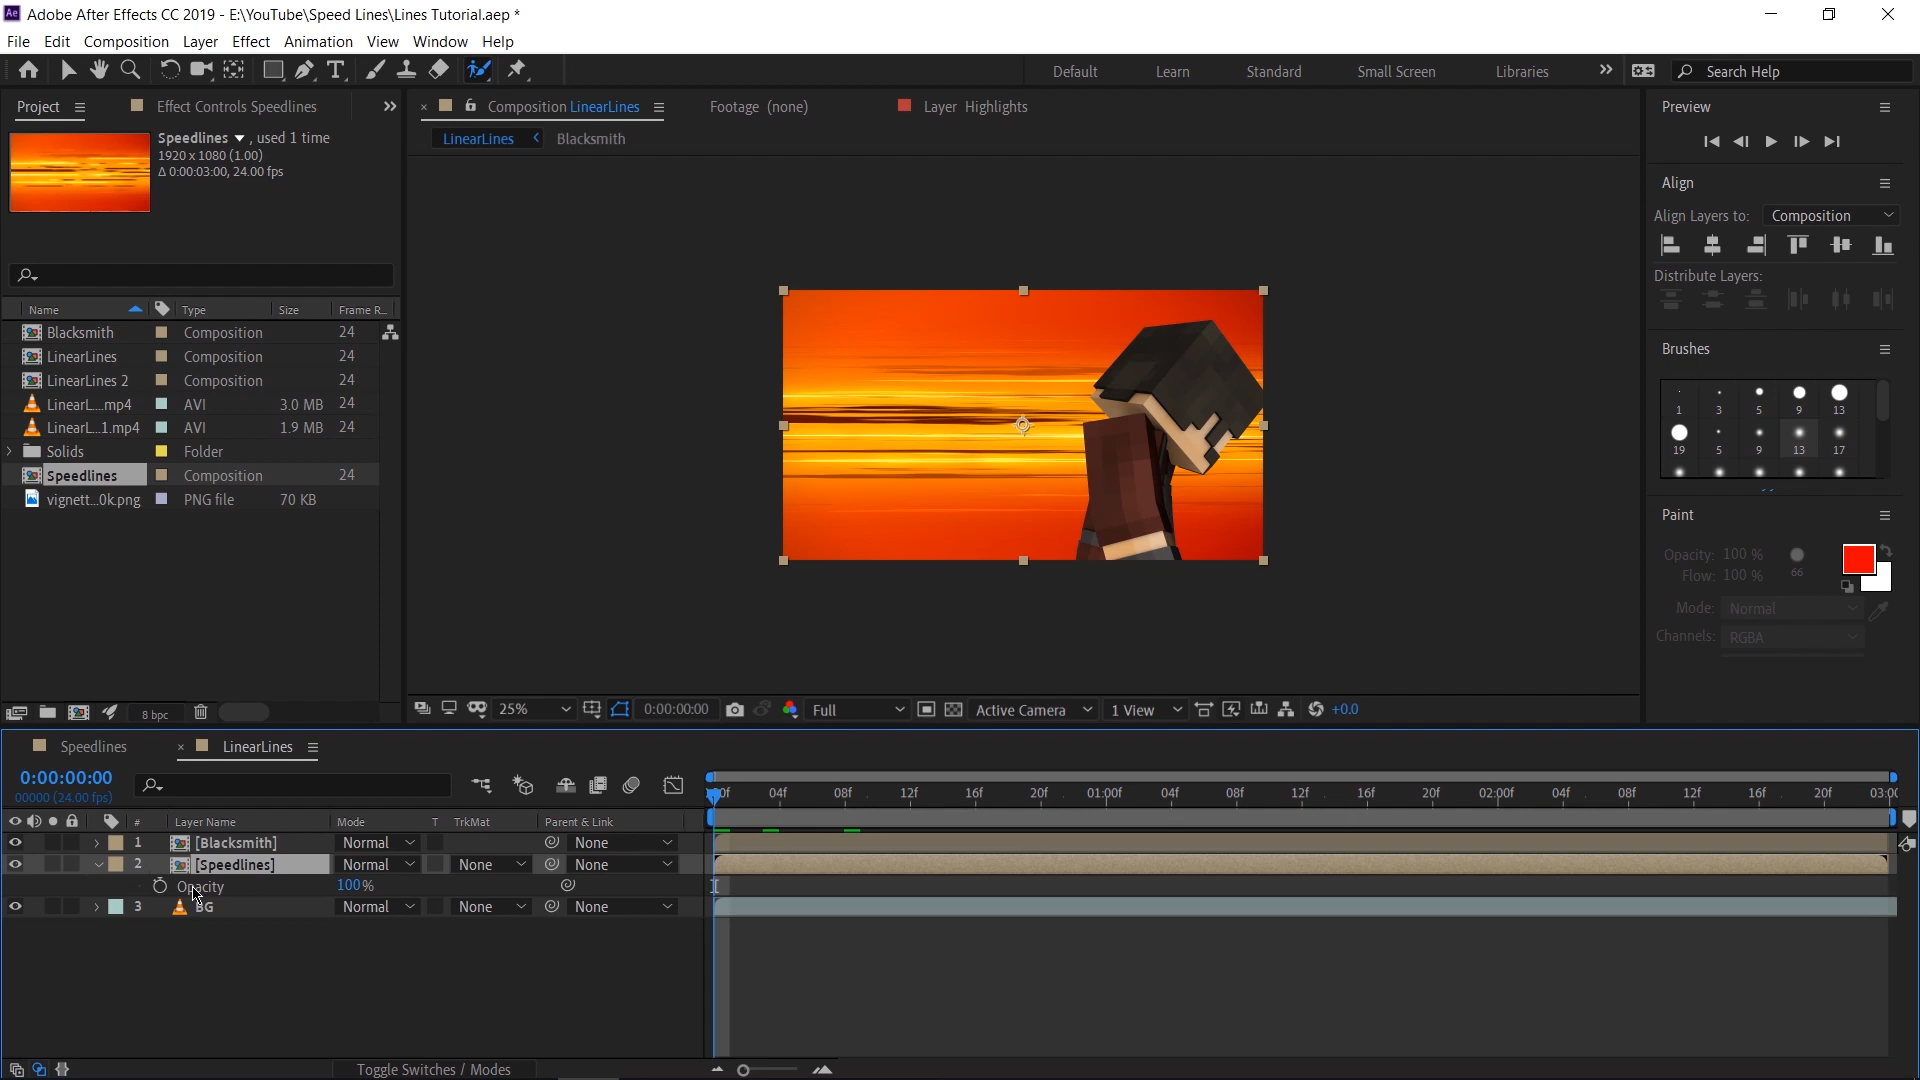 Ae Adobe After Effects CC 2019 - E:\YouTube\Speed Lines\Lines Tutorial.aep *
File Edit Composition Layer Effect Animation View Window Help
Default Learn Standard Small Screen Libraries Search Help
Project Effect Controls Speedlines
Composition LinearLines Footage (none) Layer Highlights
LinearLines Blacksmith
Speedlines , used 1 time
1920 x 1080 (1.00)
Δ 0:00:03:00, 24.00 fps
Name Type Size Frame R...
Blacksmith Composition 24
LinearLines Composition 24
LinearLines 2 Composition 24
LinearL....mp4 AVI 3.0 MB 24
LinearL...1.mp4 AVI 1.9 MB 24
Solids Folder
Speedlines Composition 24
vignett...0k.png PNG file 70 KB
8 bpc
25% 0:00:00:00 Full Active Camera 1 View +0.0
Preview
Align
Align Layers to: Composition
Distribute Layers:
Brushes
1 3 5 9 13
19 5 9 13 17
Paint
Opacity: 100 %
Flow: 100 %
66
Mode: Normal
Channels: RGBA
Speedlines LinearLines
0:00:00:00
00000 (24.00 fps)
# Layer Name Mode T TrkMat Parent & Link
00f 04f 08f 12f 16f 20f 01:00f 04f 08f 12f 16f 20f 02:00f 04f 08f 12f 16f 20f 03:00
1 [Blacksmith] Normal None
2 [Speedlines] Normal None None
Opacity 100%
3 BG Normal None None
Toggle Switches / Modes